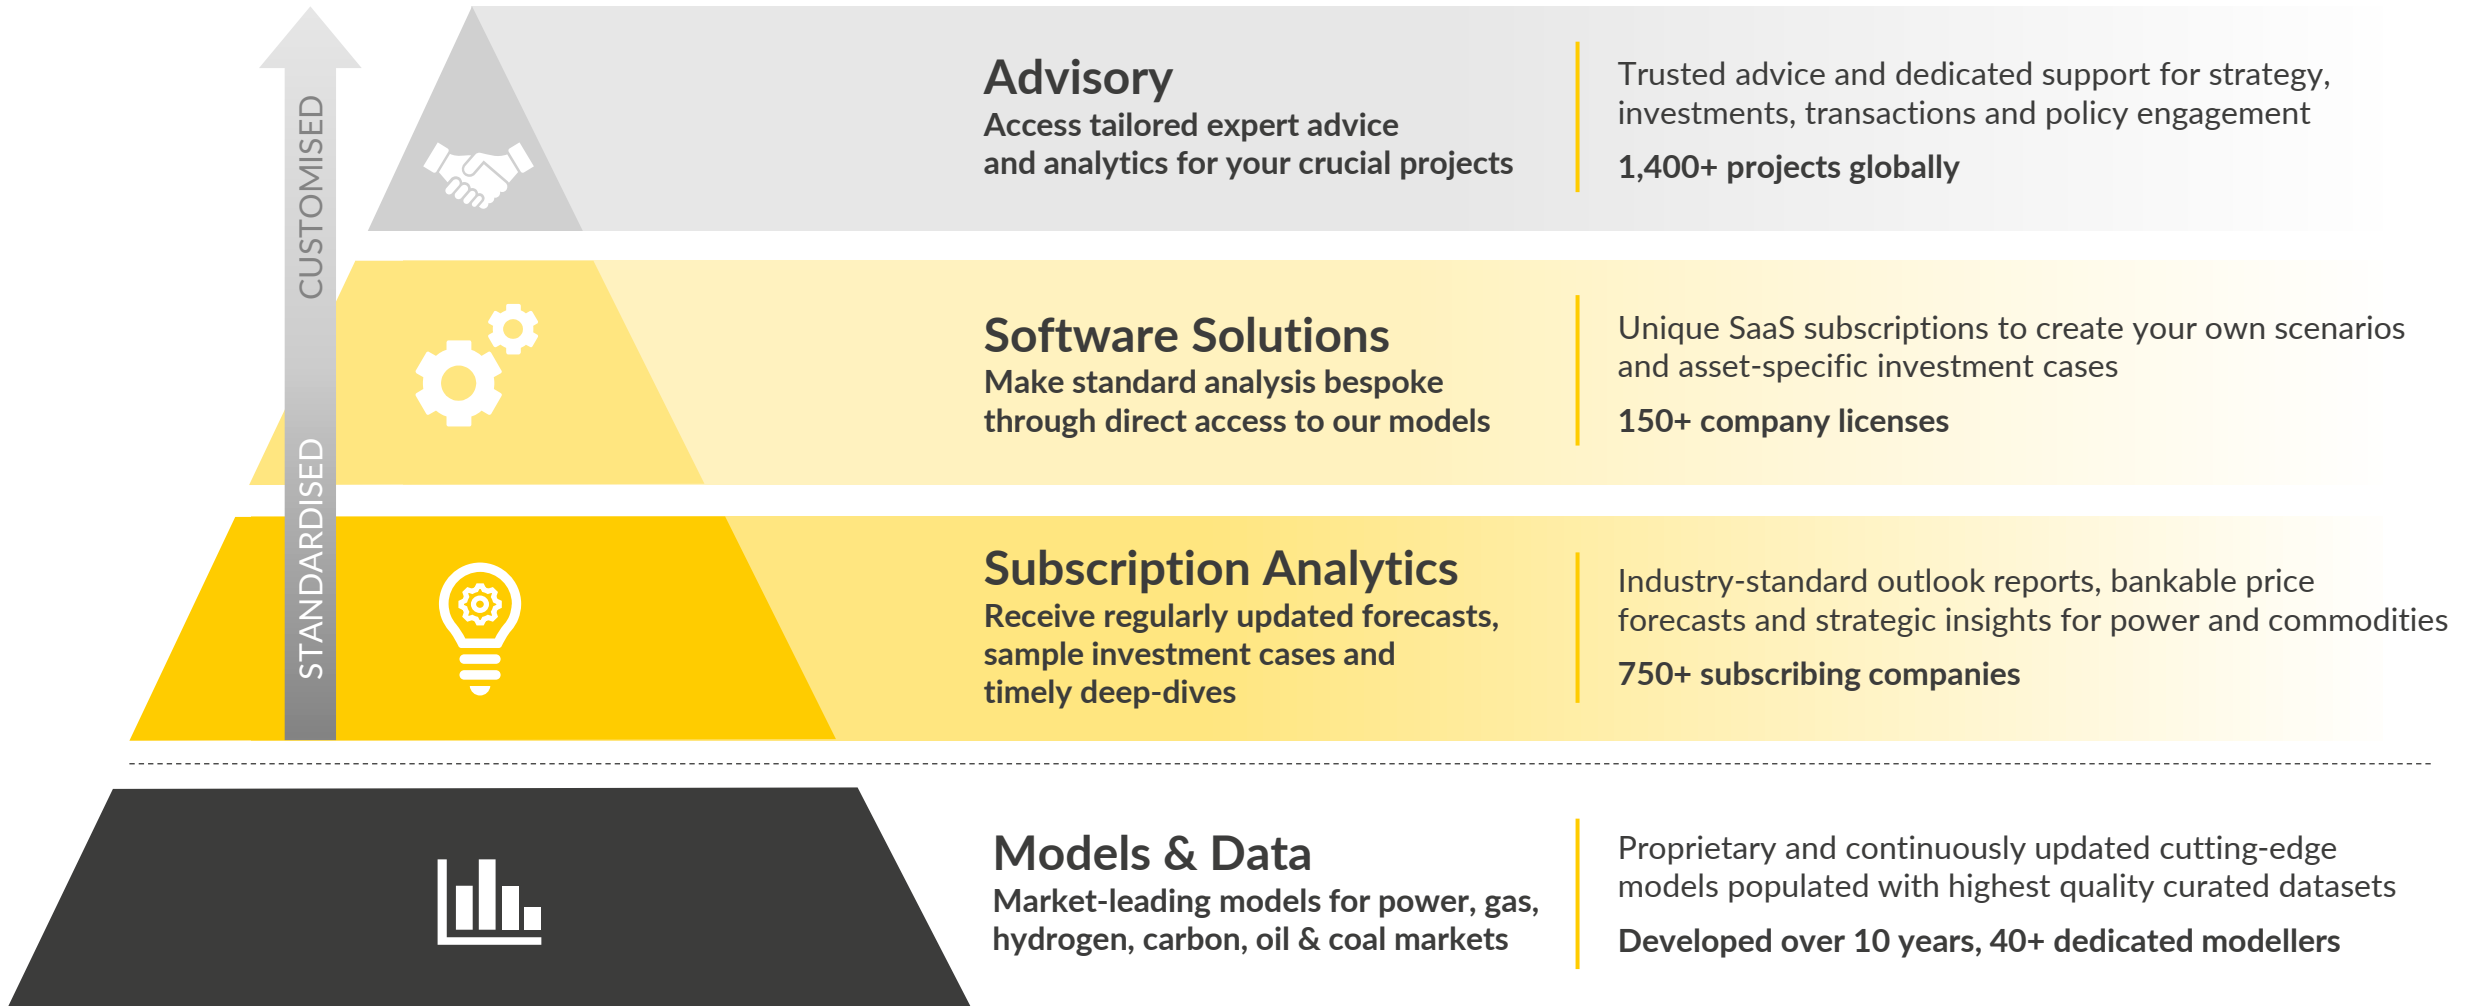 CUSTOMISED
STANDARDISED
Advisory
Access tailored expert advice
and analytics for your crucial projects
Trusted advice and dedicated support for strategy,
investments, transactions and policy engagement
1,400+ projects globally
Software Solutions
Make standard analysis bespoke
through direct access to our models
Unique SaaS subscriptions to create your own scenarios
and asset-specific investment cases
150+ company licenses
Subscription Analytics
Receive regularly updated forecasts,
sample investment cases and
timely deep-dives
Industry-standard outlook reports, bankable price
forecasts and strategic insights for power and commodities
750+ subscribing companies
Models & Data
Market-leading models for power, gas,
hydrogen, carbon, oil & coal markets
Proprietary and continuously updated cutting-edge
models populated with highest quality curated datasets
Developed over 10 years, 40+ dedicated modellers